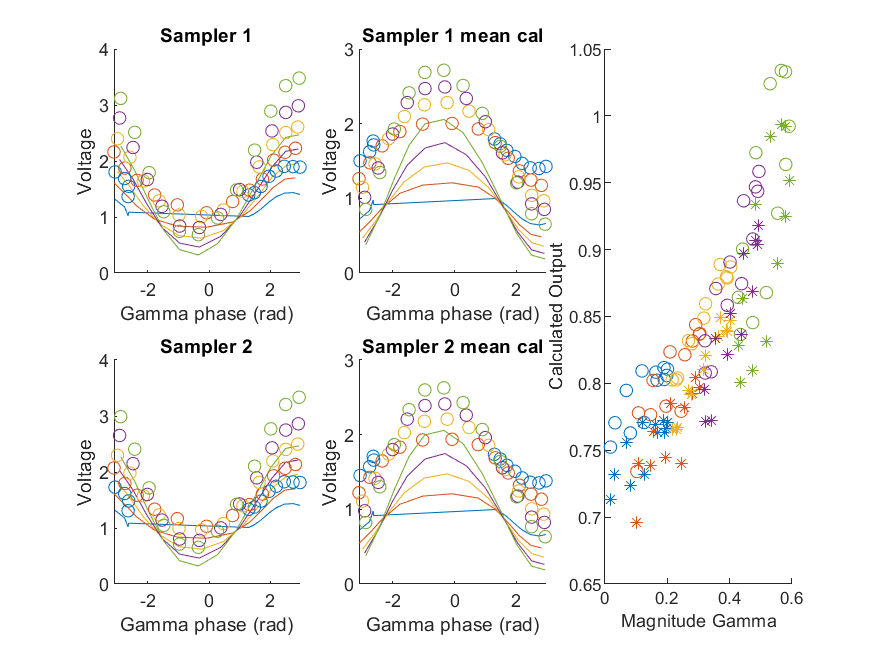 Sampler 1
4
3
2
1
0
Voltage
-2 0 2
Gamma phase (rad)
Sampler 1 mean cal
3
2
1
0
Voltage
-2 0 2
Gamma phase (rad)
Sampler 2
4
3
2
1
0
Voltage
-2 0 2
Gamma phase (rad)
Sampler 2 mean cal
3
2
1
0
Voltage
-2 0 2
Gamma phase (rad)
1.05
1
0.95
0.9
0.85
0.8
0.75
0.7
0.65
Calculated Output
0 0.2 0.4 0.6
Magnitude Gamma